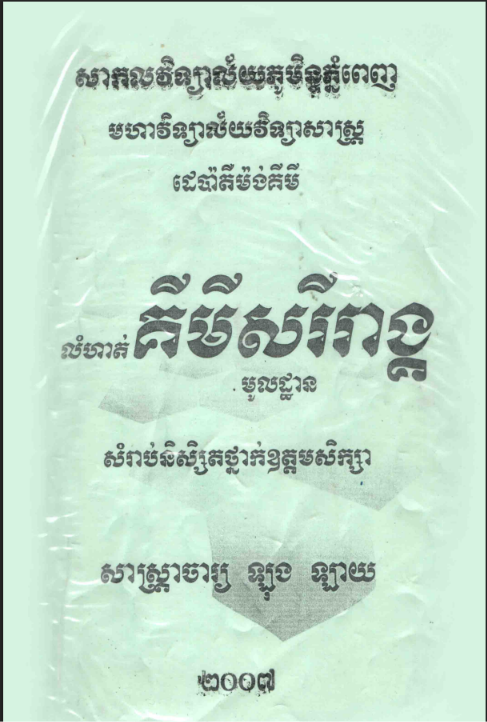 សាកលវិទ្យាល័យភូមិន្ទភ្នំពេញ
មហាវិទ្យាល័យវិទ្យាសាស្ត្រ
ដេប៉ាតឺម៉ង់គីមី
លំហាត់ គីមីសរីរាង្គ
មូលដ្ឋាន
សំរាប់និស្សិតថ្នាក់ឧត្តមសិក្សា
សាស្ត្រាចារ្យ ឡុង ឡាយ
២០០៧